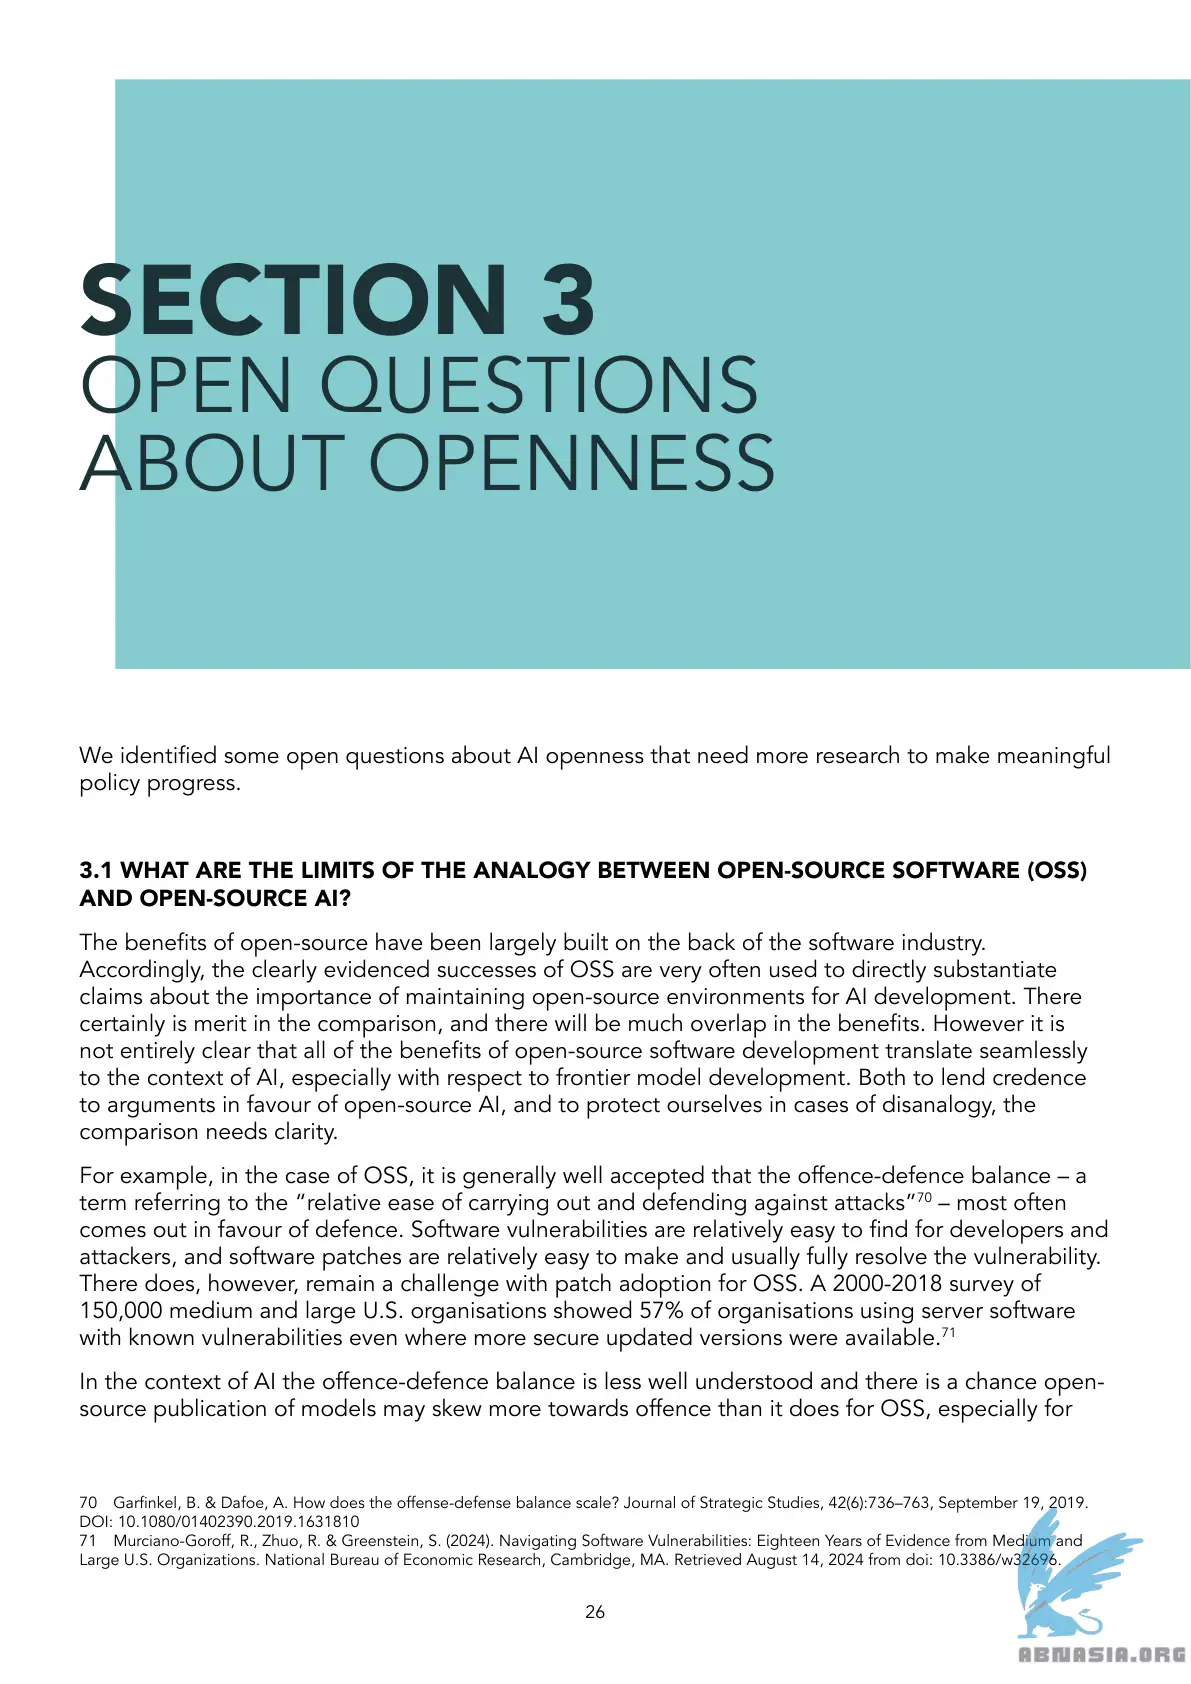 SECTION 3
OPEN QUESTIONS
ABOUT OPENNESS
We identified some open questions about AI openness that need more research to make meaningful
policy progress.
3.1 WHAT ARE THE LIMITS OF THE ANALOGY BETWEEN OPEN-SOURCE SOFTWARE (OSS)
AND OPEN-SOURCE AI?
The benefits of open-source have been largely built on the back of the software industry.
Accordingly, the clearly evidenced successes of OSS are very often used to directly substantiate
claims about the importance of maintaining open-source environments for AI development. There
certainly is merit in the comparison, and there will be much overlap in the benefits. However it is
not entirely clear that all of the benefits of open-source software development translate seamlessly
to the context of AI, especially with respect to frontier model development. Both to lend credence
to arguments in favour of open-source AI, and to protect ourselves in cases of disanalogy, the
comparison needs clarity.
For example, in the case of OSS, it is generally well accepted that the offence-defence balance – a
term referring to the “relative ease of carrying out and defending against attacks”70 – most often
comes out in favour of defence. Software vulnerabilities are relatively easy to find for developers and
attackers, and software patches are relatively easy to make and usually fully resolve the vulnerability.
There does, however, remain a challenge with patch adoption for OSS. A 2000-2018 survey of
150,000 medium and large U.S. organisations showed 57% of organisations using server software
with known vulnerabilities even where more secure updated versions were available.71
In the context of AI the offence-defence balance is less well understood and there is a chance open-
source publication of models may skew more towards offence than it does for OSS, especially for
70 Garfinkel, B. & Dafoe, A. How does the offense-defense balance scale? Journal of Strategic Studies, 42(6):736–763, September 19, 2019.
DOI: 10.1080/01402390.2019.1631810
71 Murciano-Goroff, R., Zhuo, R. & Greenstein, S. (2024). Navigating Software Vulnerabilities: Eighteen Years of Evidence from Medium and
Large U.S. Organizations. National Bureau of Economic Research, Cambridge, MA. Retrieved August 14, 2024 from doi: 10.3386/w32696.
26
ABNASIA.ORG